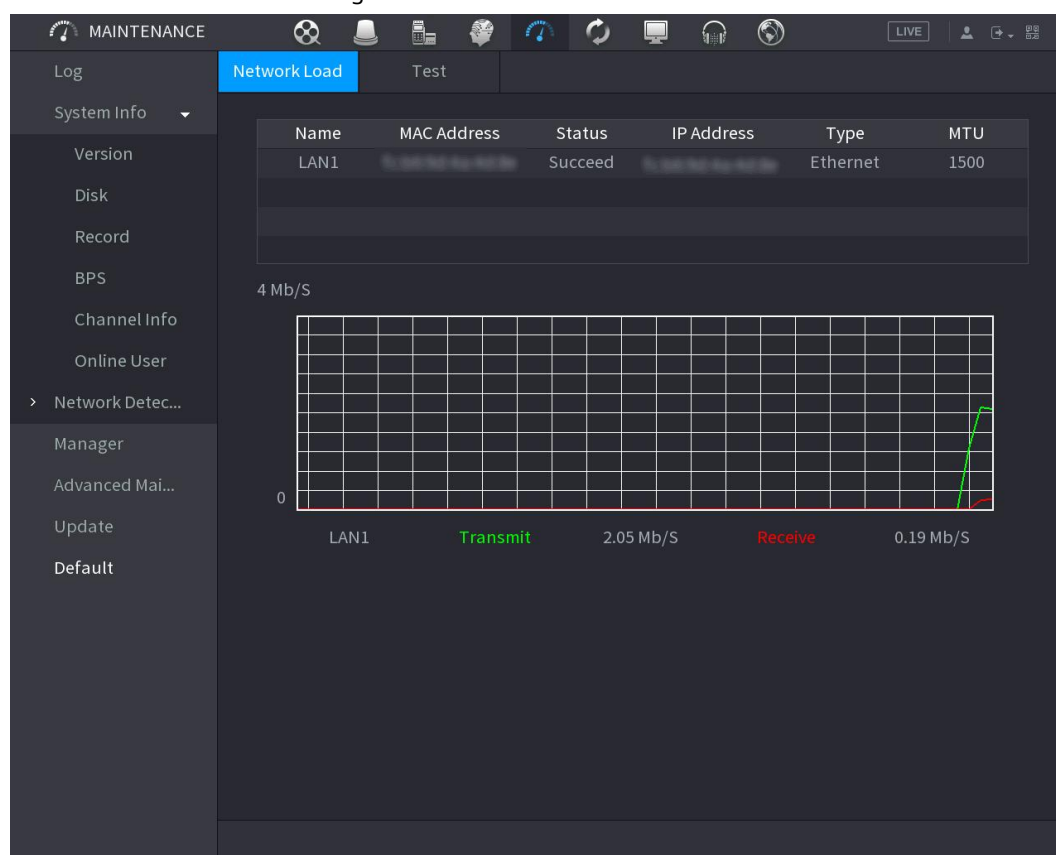 MAINTENANCE LIVE
Log
System Info
Version
Disk
Record
BPS
Channel Info
Online User
Network Detec...
Manager
Advanced Mai...
Update
Default
Network Load Test
Name MAC Address Status IP Address Type MTU
LAN1 Succeed Ethernet 1500
4 Mb/S
0
LAN1 Transmit 2.05 Mb/S Receive 0.19 Mb/S